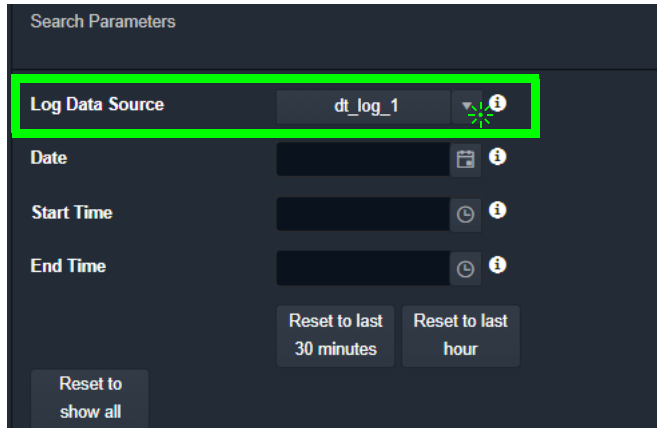 Search Parameters
Log Data Source dt_log_1
Date
Start Time
End Time
Reset to last 30 minutes
Reset to last hour
Reset to show all